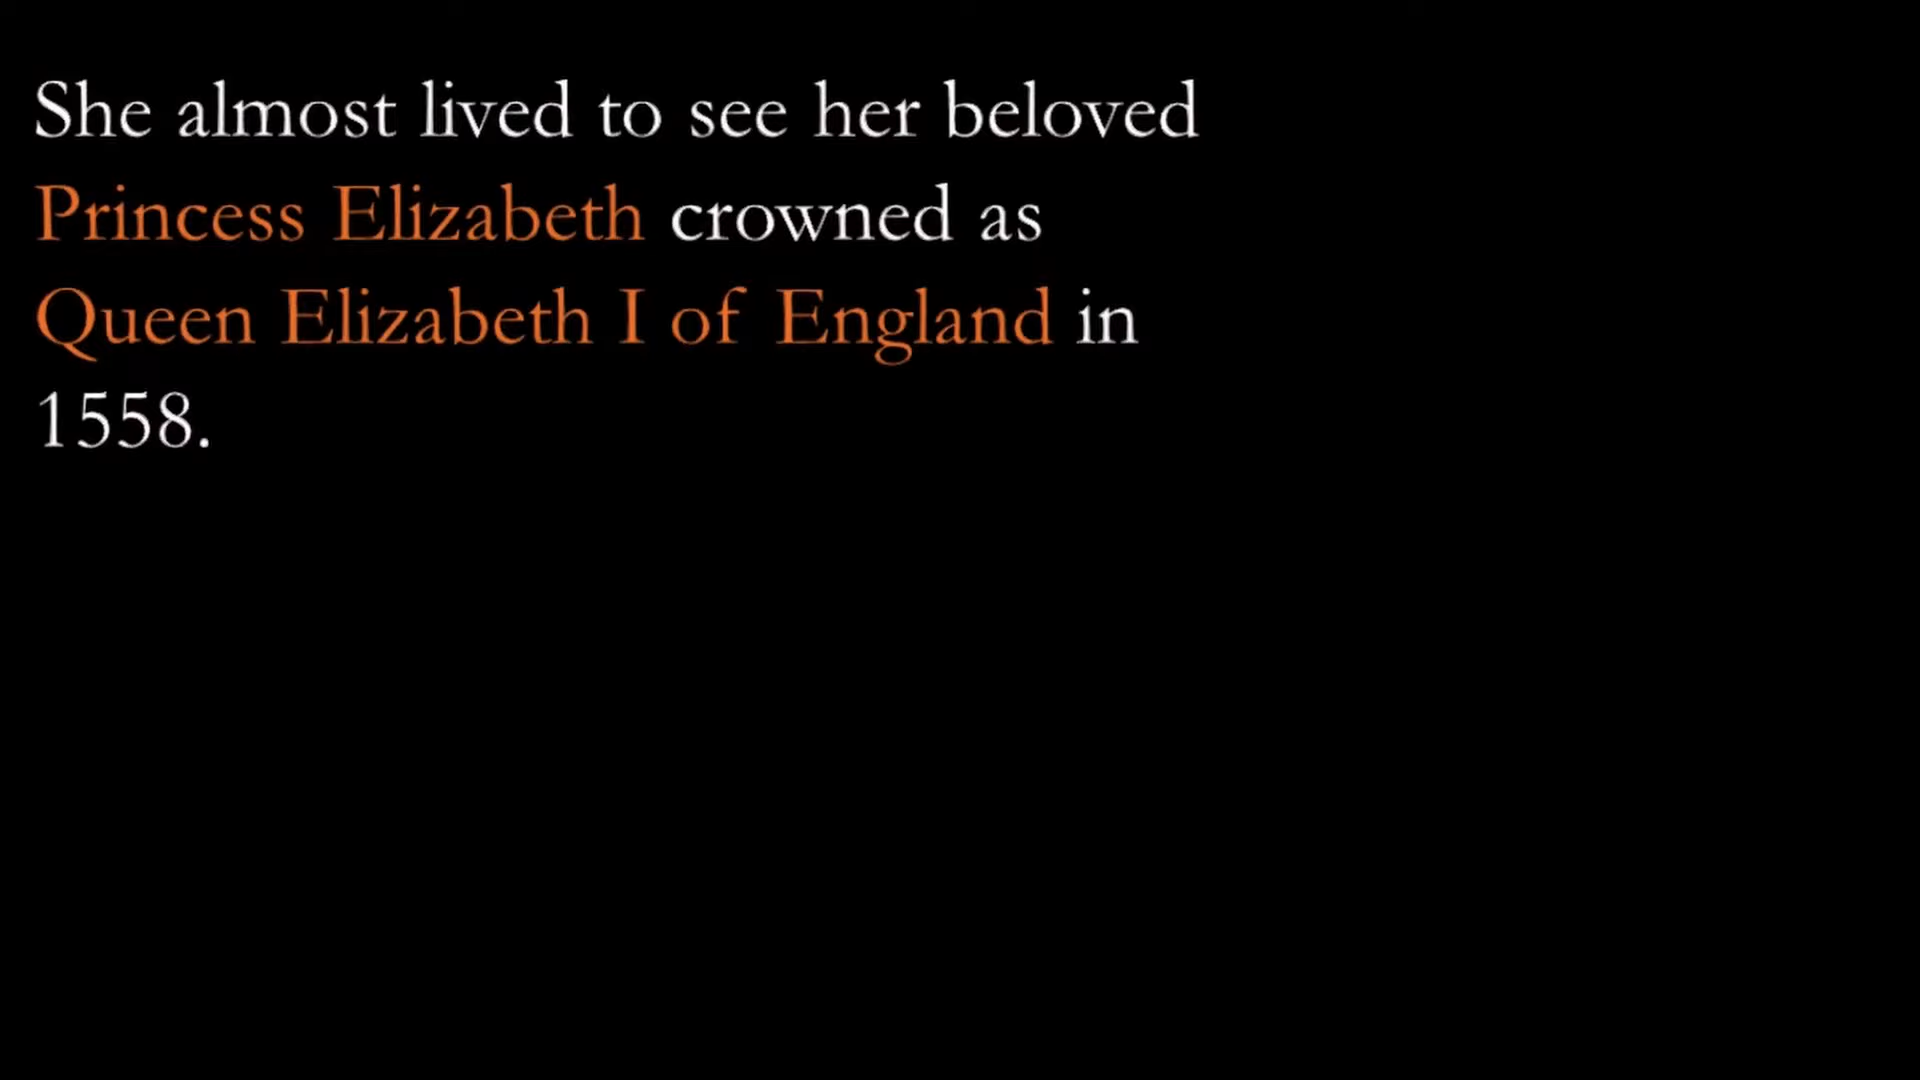 She almost lived to see her beloved
Princess Elizabeth crowned as
Queen Elizabeth I of England in
1558.